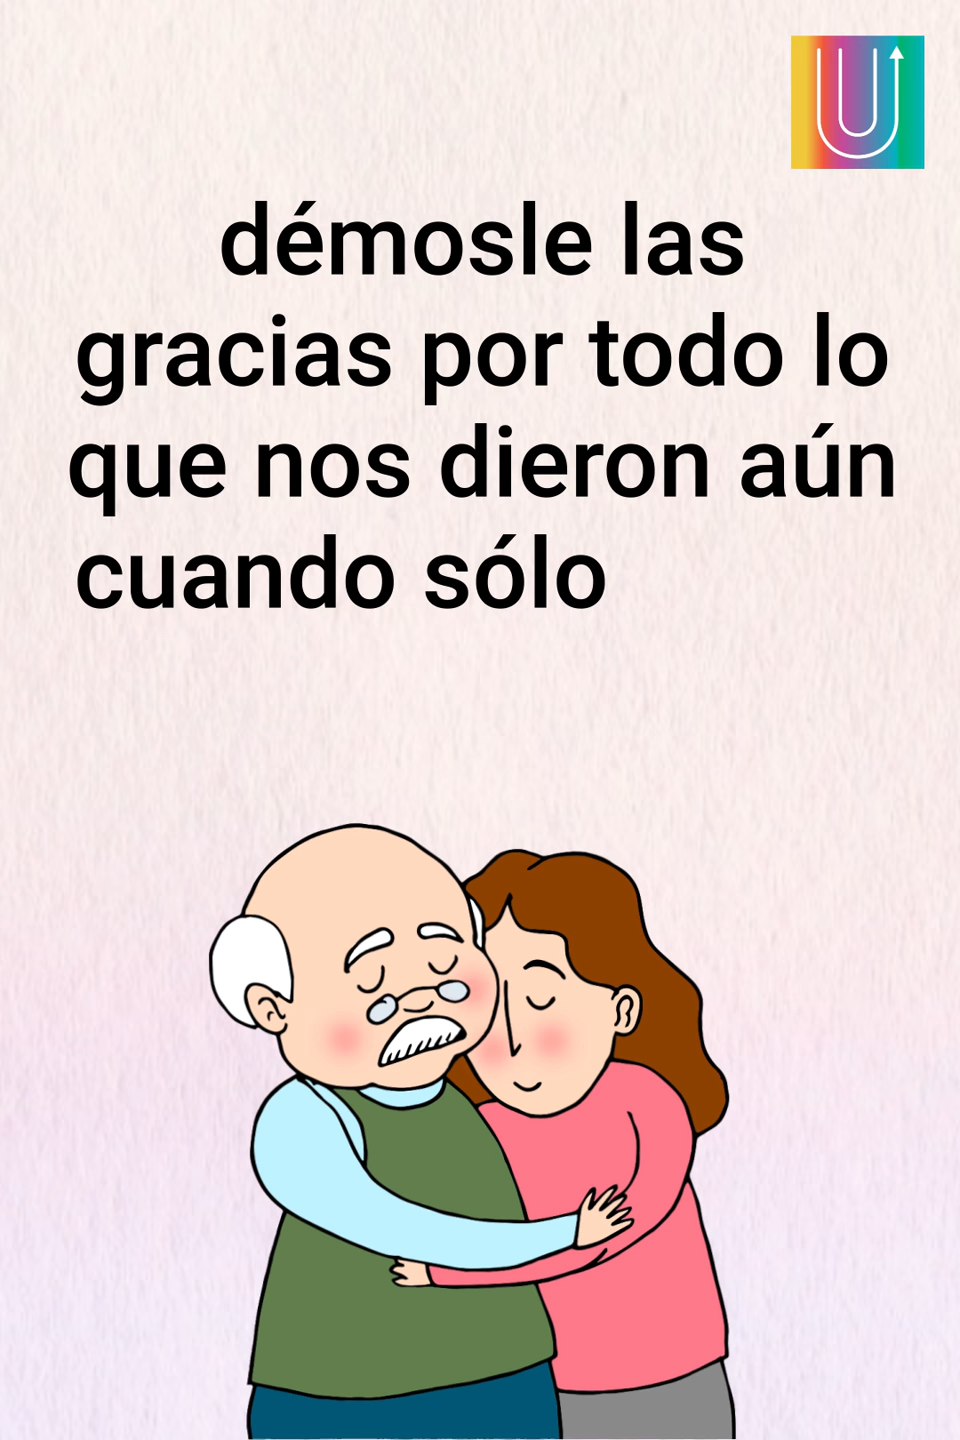 U
démosle las
gracias por todo lo
que nos dieron aún
cuando sólo